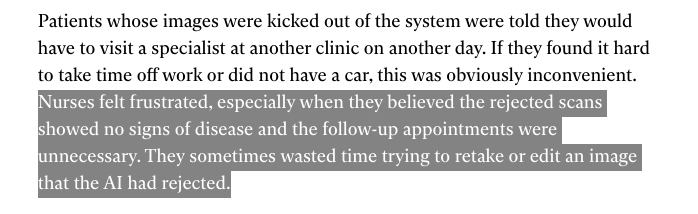 Patients whose images were kicked out of the system were told they would
have to visit a specialist at another clinic on another day. If they found it hard
to take time off work or did not have a car, this was obviously inconvenient.
Nurses felt frustrated, especially when they believed the rejected scans
showed no signs of disease and the follow-up appointments were
unnecessary. They sometimes wasted time trying to retake or edit an image
that the AI had rejected.